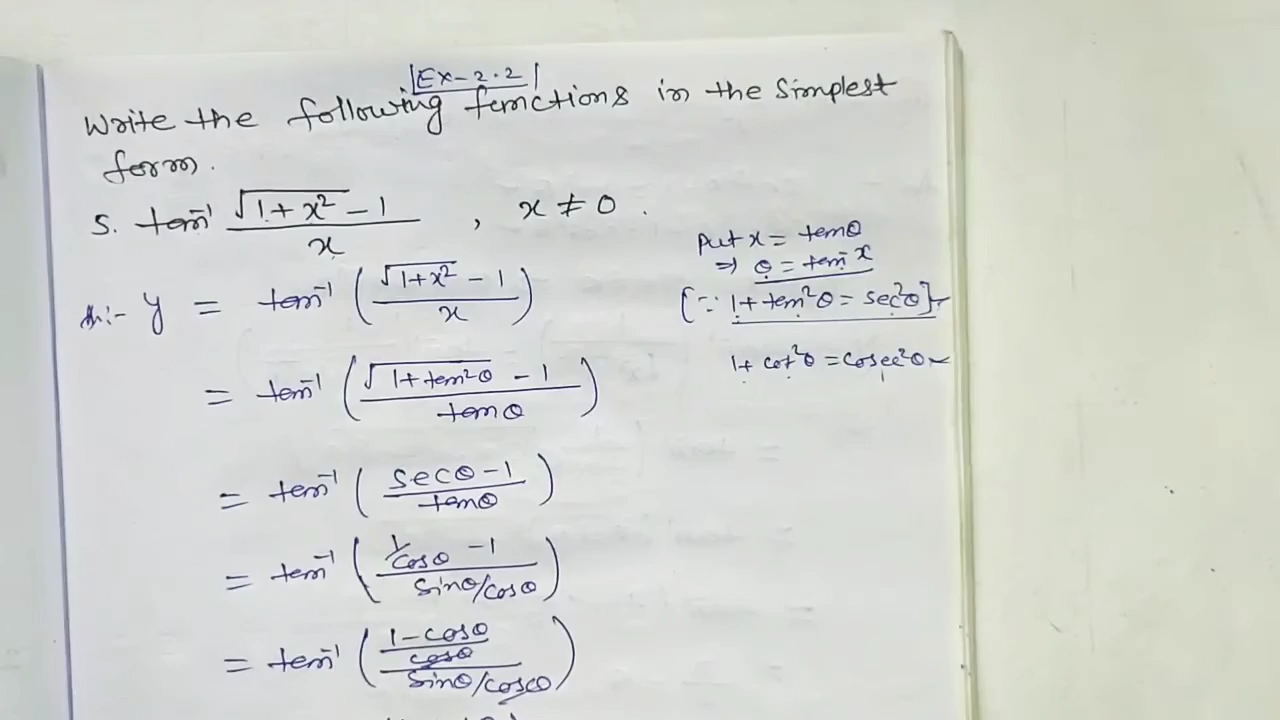 Ex-2.2
Write the following functions in the simplest
form.
5. tan⁻¹ (√(1+x²) - 1)/x , x ≠ 0.
Put x = tanθ
⇒ θ = tan⁻¹x
[∵ 1+tan²θ = sec²θ]
1+cot²θ = cosec²θ
:- y = tan⁻¹ ((√(1+x²) - 1)/x)
= tan⁻¹ ((√(1+tan²θ) - 1)/tanθ)
= tan⁻¹ ((secθ-1)/tanθ)
= tan⁻¹ ((1/cosθ - 1)/(sinθ/cosθ))
= tan⁻¹ (((1-cosθ)/cosθ)/(sinθ/cosθ))